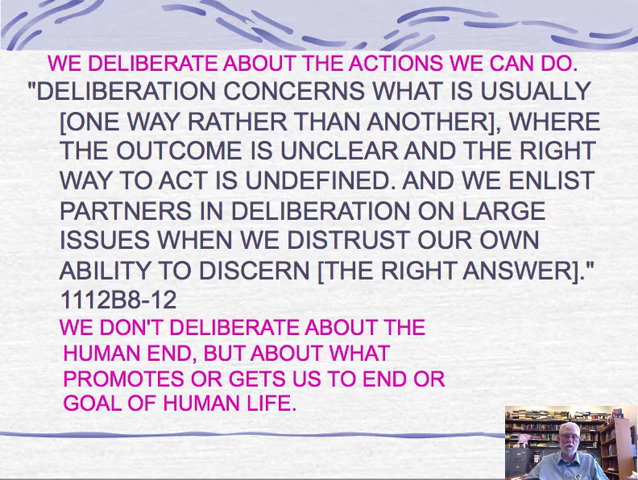 WE DELIBERATE ABOUT THE ACTIONS WE CAN DO.
"DELIBERATION CONCERNS WHAT IS USUALLY
[ONE WAY RATHER THAN ANOTHER], WHERE
THE OUTCOME IS UNCLEAR AND THE RIGHT
WAY TO ACT IS UNDEFINED. AND WE ENLIST
PARTNERS IN DELIBERATION ON LARGE
ISSUES WHEN WE DISTRUST OUR OWN
ABILITY TO DISCERN [THE RIGHT ANSWER]."
1112B8-12
WE DON'T DELIBERATE ABOUT THE
HUMAN END, BUT ABOUT WHAT
PROMOTES OR GETS US TO END OR
GOAL OF HUMAN LIFE.